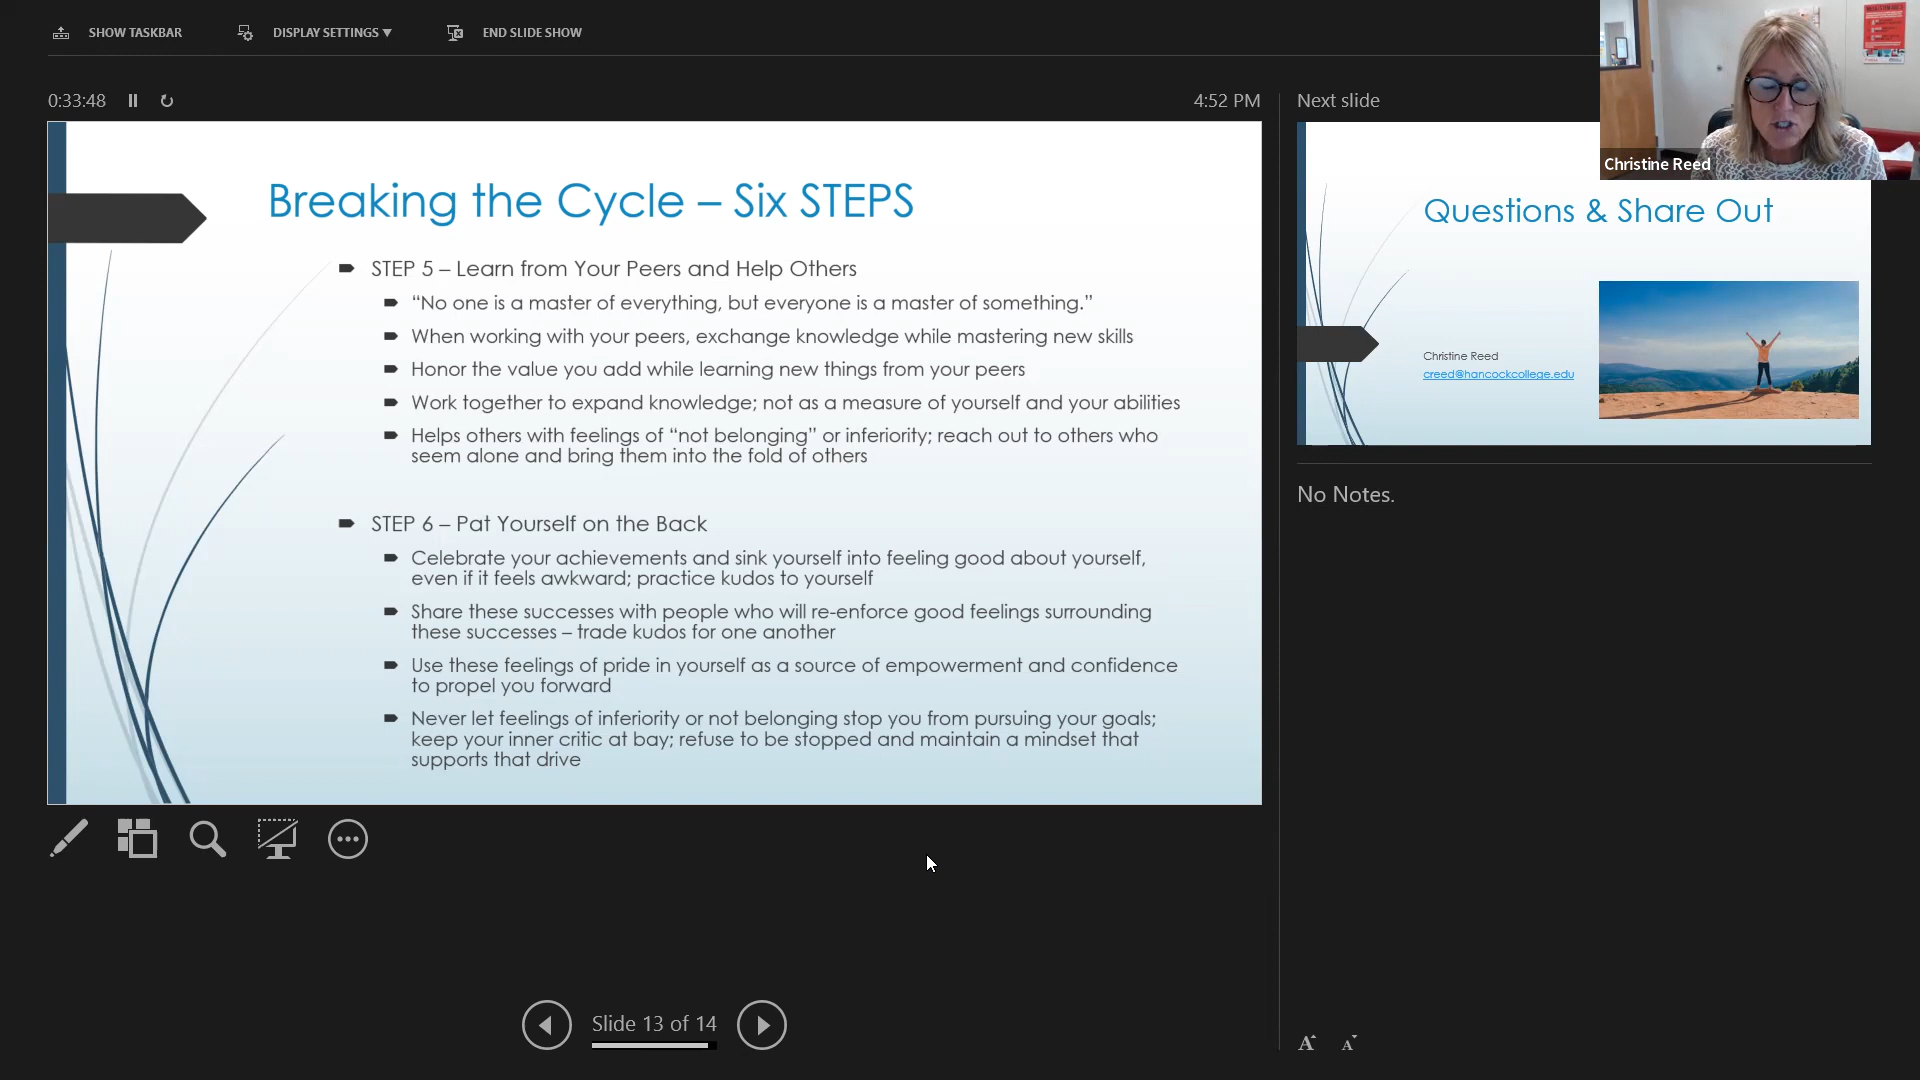 SHOW TASKBAR
DISPLAY SETTINGS ▼
END SLIDE SHOW
0:33:48
4:52 PM
Next slide
Christine Reed
Breaking the Cycle – Six STEPS
STEP 5 – Learn from Your Peers and Help Others
“No one is a master of everything, but everyone is a master of something.”
When working with your peers, exchange knowledge while mastering new skills
Honor the value you add while learning new things from your peers
Work together to expand knowledge; not as a measure of yourself and your abilities
Helps others with feelings of “not belonging” or inferiority; reach out to others who
seem alone and bring them into the fold of others
STEP 6 – Pat Yourself on the Back
Celebrate your achievements and sink yourself into feeling good about yourself,
even if it feels awkward; practice kudos to yourself
Share these successes with people who will re-enforce good feelings surrounding
these successes – trade kudos for one another
Use these feelings of pride in yourself as a source of empowerment and confidence
to propel you forward
Never let feelings of inferiority or not belonging stop you from pursuing your goals;
keep your inner critic at bay; refuse to be stopped and maintain a mindset that
supports that drive
Questions & Share Out
Christine Reed
creed@hancockcollege.edu
No Notes.
Slide 13 of 14
A A